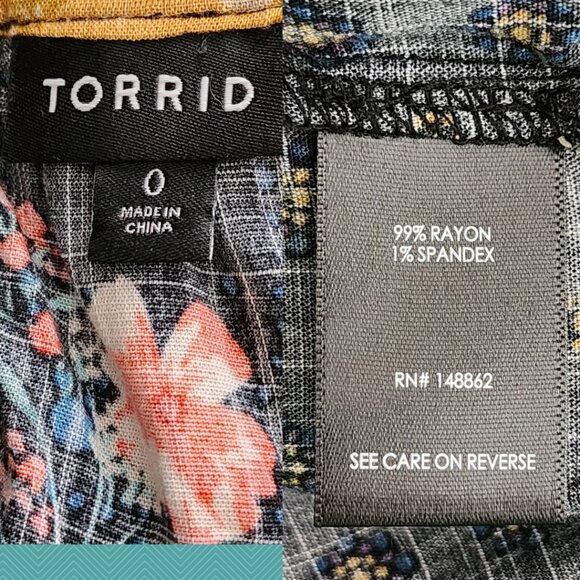 TORRID
0
MADE IN
CHINA
99% RAYON
1% SPANDEX
RN# 148862
SEE CARE ON REVERSE